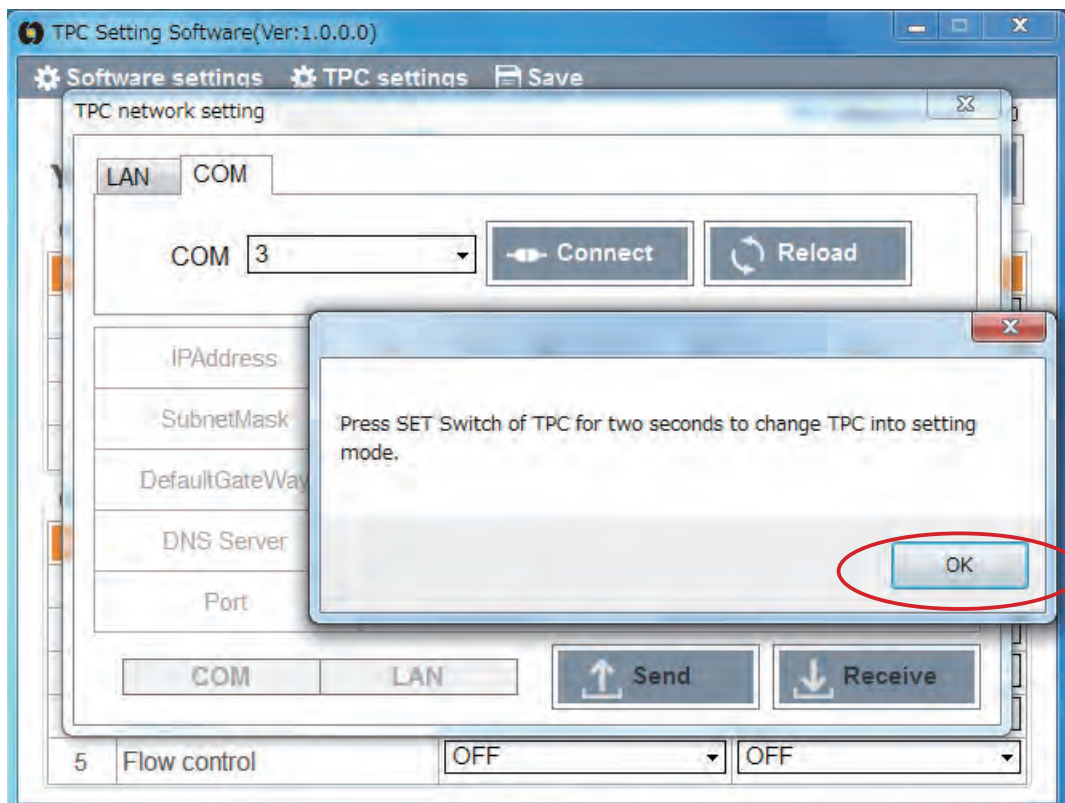 TPC Setting Software(Ver:1.0.0.0)
Software settings TPC settings Save
TPC network setting
LAN COM
COM 3 Connect Reload
IPAddress
SubnetMask
DefaultGateWay
DNS Server
Port
Press SET Switch of TPC for two seconds to change TPC into setting
mode.
OK
COM LAN Send Receive
5 Flow control OFF OFF